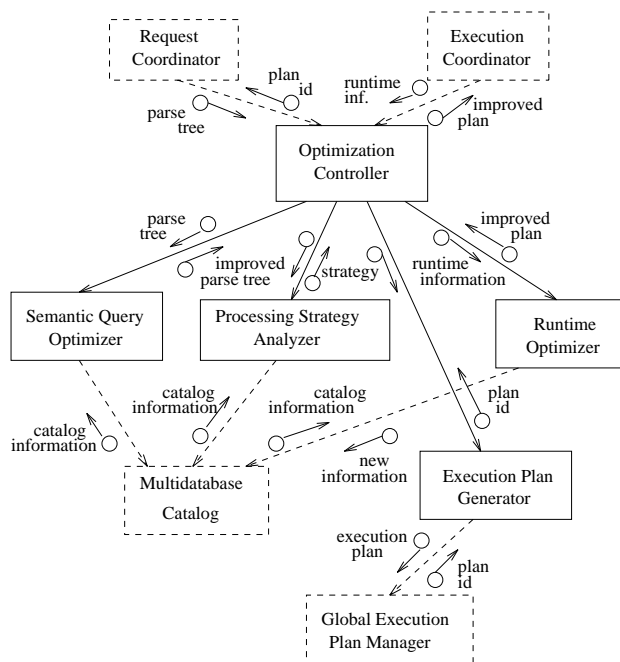 Request
Coordinator
Execution
Coordinator
plan
id
runtime
inf.
parse
tree
improved
plan
Optimization
Controller
parse
tree
improved
parse tree
strategy
improved
plan
runtime
information
Semantic Query
Optimizer
Processing Strategy
Analyzer
Runtime
Optimizer
catalog
information
catalog
information
catalog
information
plan
id
new
information
Multidatabase
Catalog
Execution Plan
Generator
execution
plan
plan
id
Global Execution
Plan Manager